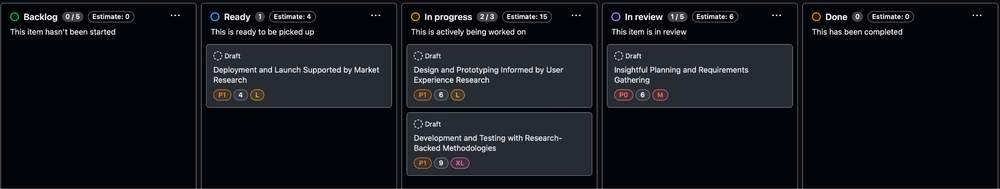 Backlog 0 / 5 Estimate: 0
This item hasn't been started
Ready 1 Estimate: 4
This is ready to be picked up
Draft
Deployment and Launch Supported by Market
Research
P1 4 L
In progress 2 / 3 Estimate: 15
This is actively being worked on
Draft
Design and Prototyping Informed by User
Experience Research
P1 6 L
Draft
Development and Testing with Research-
Backed Methodologies
P1 9 XL
In review 1 / 5 Estimate: 6
This item is in review
Draft
Insightful Planning and Requirements
Gathering
P0 6 M
Done 0 Estimate: 0
This has been completed